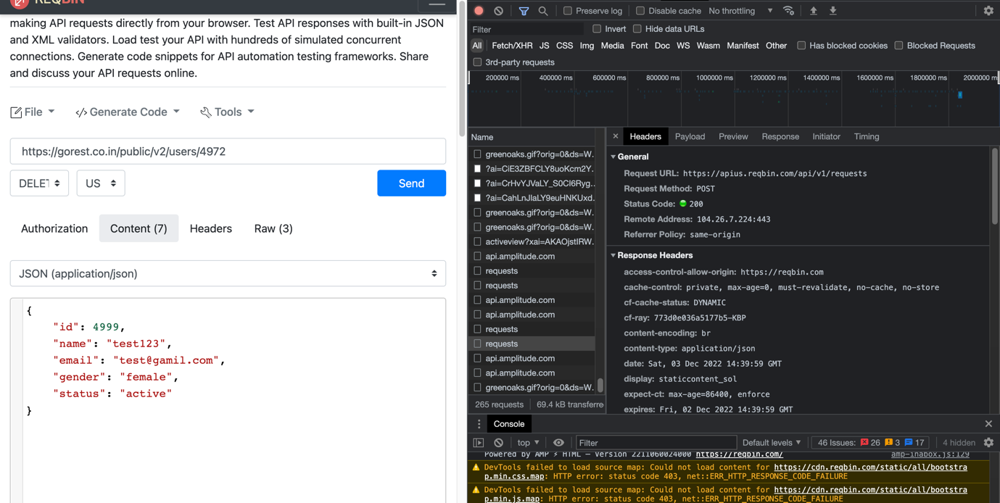 REQBIN
making API requests directly from your browser. Test API responses with built-in JSON
and XML validators. Load test your API with hundreds of simulated concurrent
connections. Generate code snippets for API automation testing frameworks. Share
and discuss your API requests online.
File
</> Generate Code
Tools
https://gorest.co.in/public/v2/users/4972
DELET
US
Send
Authorization
Content (7)
Headers
Raw (3)
JSON (application/json)
{
"id": 4999,
"name": "test123",
"email": "test@gamil.com",
"gender": "female",
"status": "active"
}
Preserve log
Disable cache
No throttling
Filter
Invert
Hide data URLs
All Fetch/XHR JS CSS Img Media Font Doc WS Wasm Manifest Other
Has blocked cookies
Blocked Requests
3rd-party requests
200000 ms 400000 ms 600000 ms 800000 ms 1000000 ms 1200000 ms 1400000 ms 1600000 ms 1800000 ms 2000000 m
Name
greenoaks.gif?orig=0&ds=W.
?ai=CiE3ZBFCLY8uoKcm2Y.
?ai=CrHvYJVaLY_S0CI6Ryg..
?ai=CahLnJlaLY9euHNKUxd.
greenoaks.gif?orig=0&ds=W.
greenoaks.gif?orig=0&ds=W.
activeview?xai=AKAOjstIRW.
api.amplitude.com
requests
requests
api.amplitude.com
api.amplitude.com
requests
requests
api.amplitude.com
api.amplitude.com
greenoaks.gif?orig=0&ds=W.
265 requests
69.4 kB transferre
× Headers Payload Preview Response Initiator Timing
General
Request URL: https://apius.reqbin.com/api/v1/requests
Request Method: POST
Status Code: 200
Remote Address: 104.26.7.224:443
Referrer Policy: same-origin
Response Headers
access-control-allow-origin: https://reqbin.com
cache-control: private, max-age=0, must-revalidate, no-cache, no-store
cf-cache-status: DYNAMIC
cf-ray: 773d0e036a5177b5-KBP
content-encoding: br
content-type: application/json
date: Sat, 03 Dec 2022 14:39:59 GMT
display: staticcontent_sol
expect-ct: max-age=86400, enforce
expires: Fri, 02 Dec 2022 14:39:59 GMT
Console
top
Filter
Default levels
46 Issues: 26 3 17
4 hidden
Powered by AMP ⚡ HTML – Version 2211060024000 https://reqbin.com/
amp-inabox.js:129
DevTools failed to load source map: Could not load content for https://cdn.reqbin.com/static/all/bootstra
p.min.css.map: HTTP error: status code 403, net::ERR_HTTP_RESPONSE_CODE_FAILURE
DevTools failed to load source map: Could not load content for https://cdn.reqbin.com/static/all/bootstra
p.min.js.map: HTTP error: status code 403, net::ERR_HTTP_RESPONSE_CODE_FAILURE